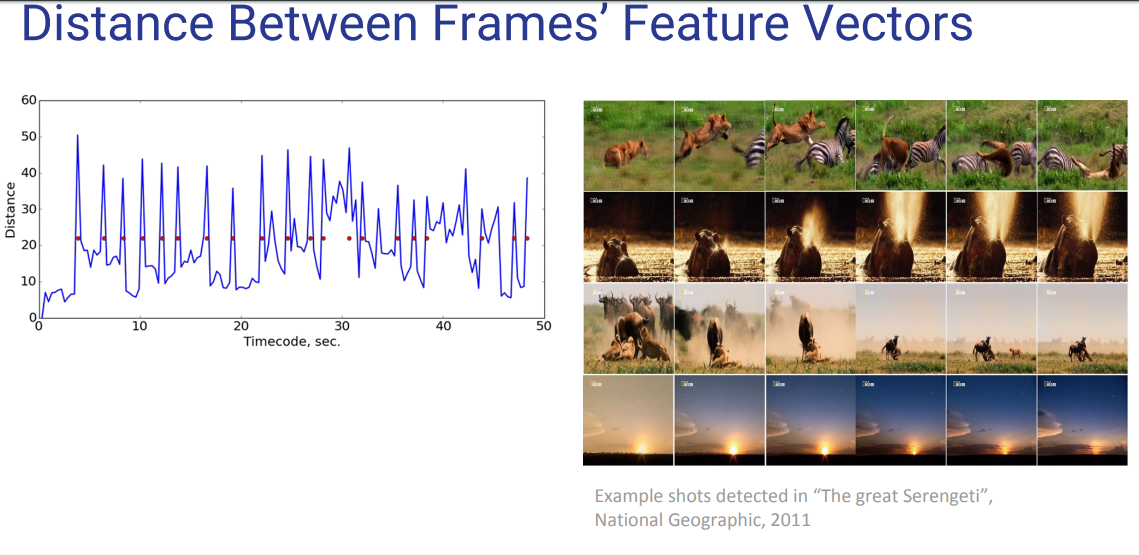 Distance Between Frames' Feature Vectors
60
50
40
30
20
10
0
Distance
0 10 20 30 40 50
Timecode, sec.
Example shots detected in “The great Serengeti”,
National Geographic, 2011